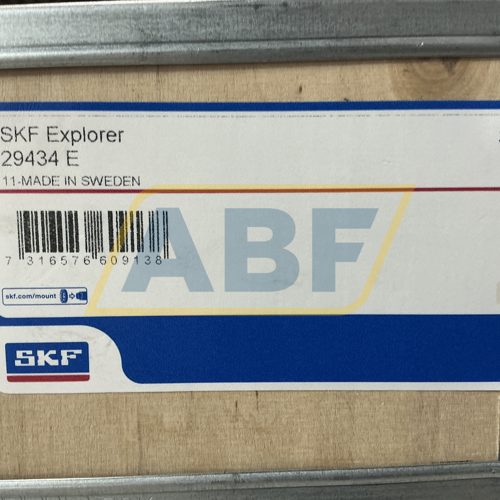 SKF Explorer
29434 E
11-MADE IN SWEDEN
ABF
7 316576 609138
skf.com/mount
SKF